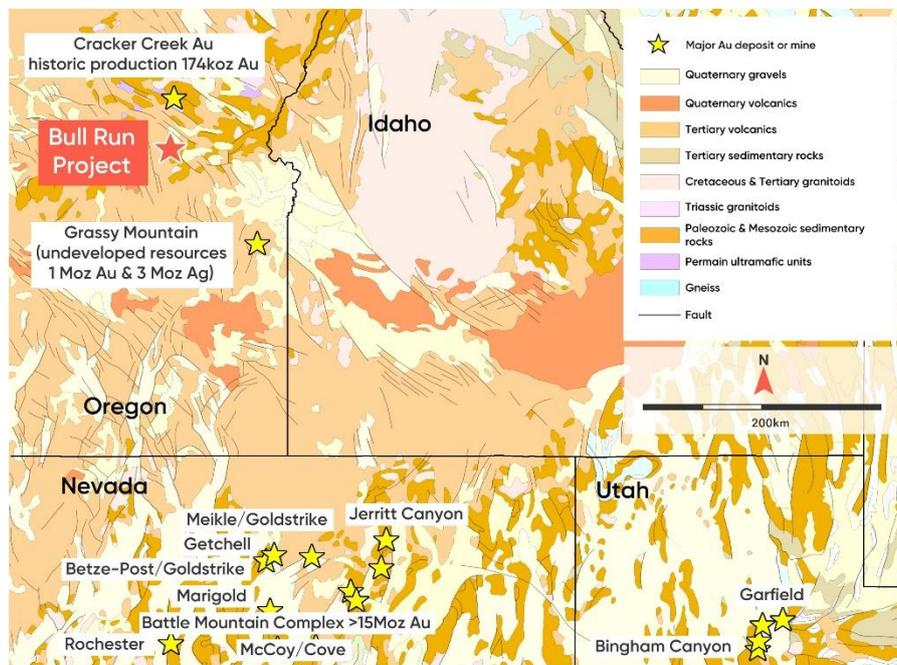 Cracker Creek Au
historic production 174koz Au
Bull Run
Project
Idaho
Grassy Mountain
(undeveloped resources
1 Moz Au & 3 Moz Ag)
Oregon
Major Au deposit or mine
Quaternary gravels
Quaternary volcanics
Tertiary volcanics
Tertiary sedimentary rocks
Cretaceous & Tertiary granitoids
Triassic granitoids
Paleozoic & Mezozoic sedimentary
rocks
Permain ultramafic units
Gneiss
Fault
N
200km
Nevada
Utah
Meikle/Goldstrike
Jerritt Canyon
Getchell
Betze-Post/Goldstrike
Marigold
Battle Mountain Complex >15Moz Au
Rochester
McCoy/Cove
Garfield
Bingham Canyon